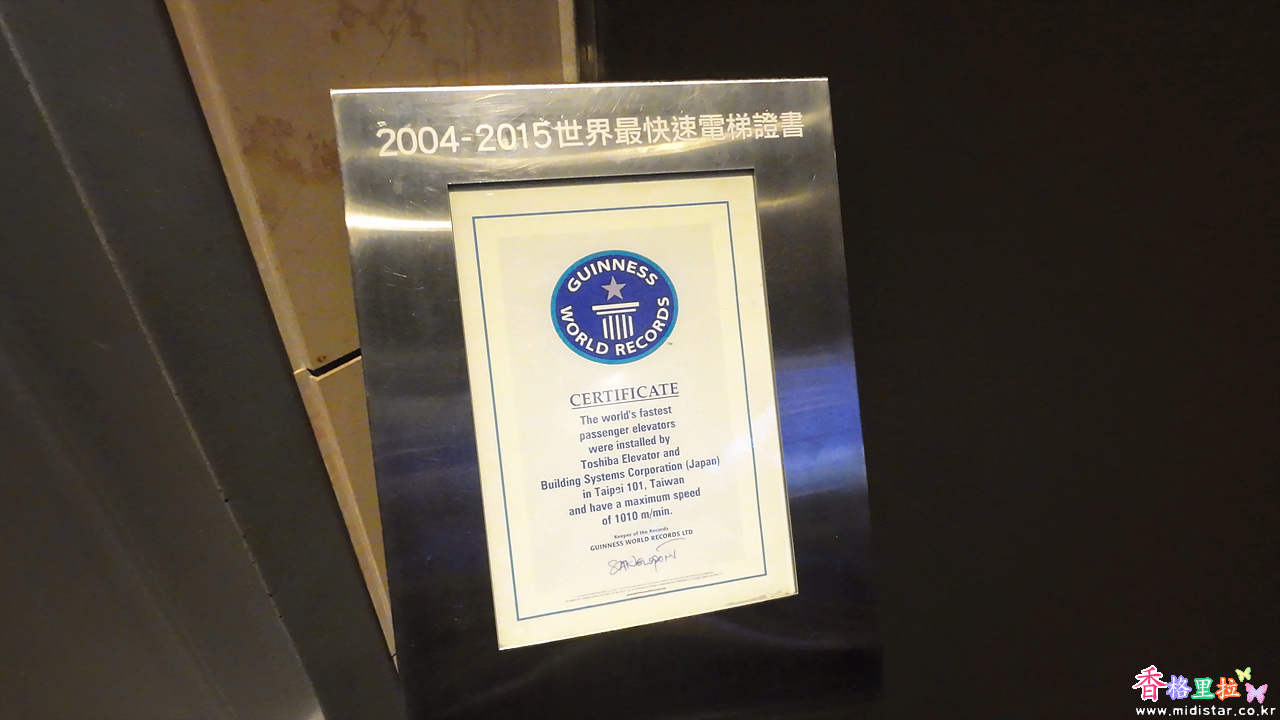 2004-2015世界最快速電梯證書
GUINNESS
WORLD RECORDS
CERTIFICATE
The world's fastest
passenger elevators
were installed by
Toshiba Elevator and
Building Systems Corporation (Japan)
in Taipei 101, Taiwan
and have a maximum speed
of 1010 m/min.
Keeper of the Records
GUINNESS WORLD RECORDS LTD
香格里拉
www.midistar.co.kr